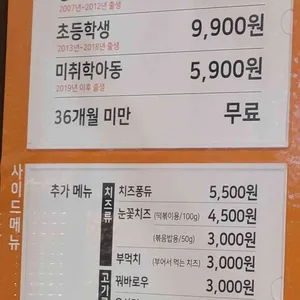 2007년~2012년 출생
초등학생 9,900원
2013년~2018년 출생
미취학아동 5,900원
2019년 이후 출생
36개월 미만 무료
사이드메뉴
추가 메뉴
치즈류
치즈퐁듀 5,500원
눈꽃치즈 (떡볶이용/100g) 4,500원
(볶음밥용/50g) 3,000원
부먹치 (부어서 먹는 치즈) 3,000원
꿔바로우 3,000원